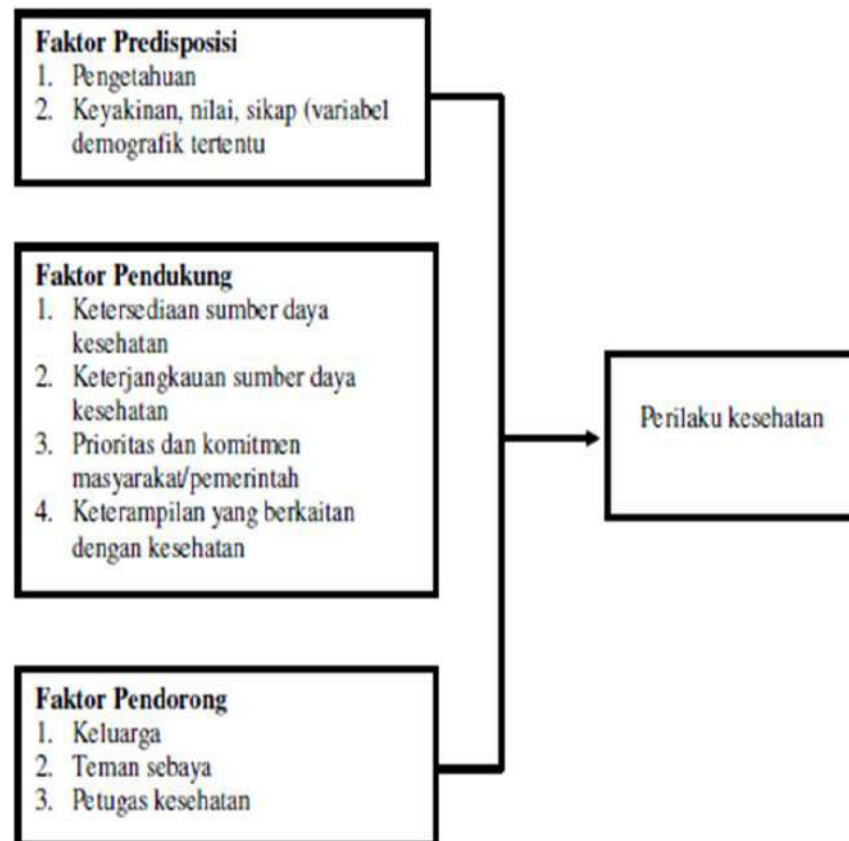 Faktor Predisposisi
1. Pengetahuan
2. Keyakinan, nilai, sikap (variabel
demografik tertentu
Faktor Pendukung
1. Ketersediaan sumber daya
kesehatan
2. Keterjangkauan sumber daya
kesehatan
3. Prioritas dan komitmen
masyarakat/pemerintah
4. Keterampilan yang berkaitan
dengan kesehatan
Perilaku kesehatan
Faktor Pendorong
1. Keluarga
2. Teman sebaya
3. Petugas kesehatan